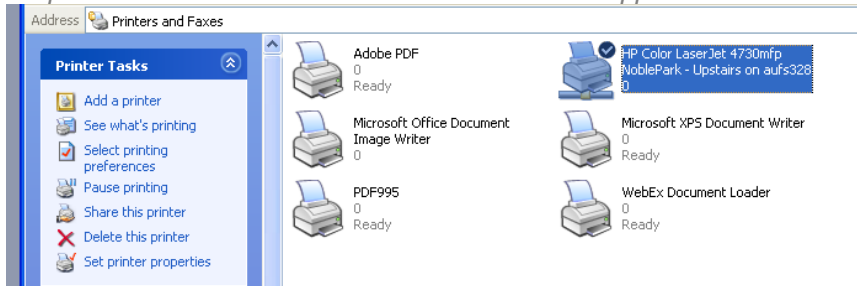 Address Printers and Faxes
Printer Tasks
Add a printer
See what's printing
Select printing
preferences
Pause printing
Share this printer
Delete this printer
Set printer properties
Adobe PDF
0
Ready
HP Color LaserJet 4730mfp
NoblePark - Upstairs on aufs328
0
Microsoft Office Document
Image Writer
0
Microsoft XPS Document Writer
0
Ready
PDF995
0
Ready
WebEx Document Loader
0
Ready